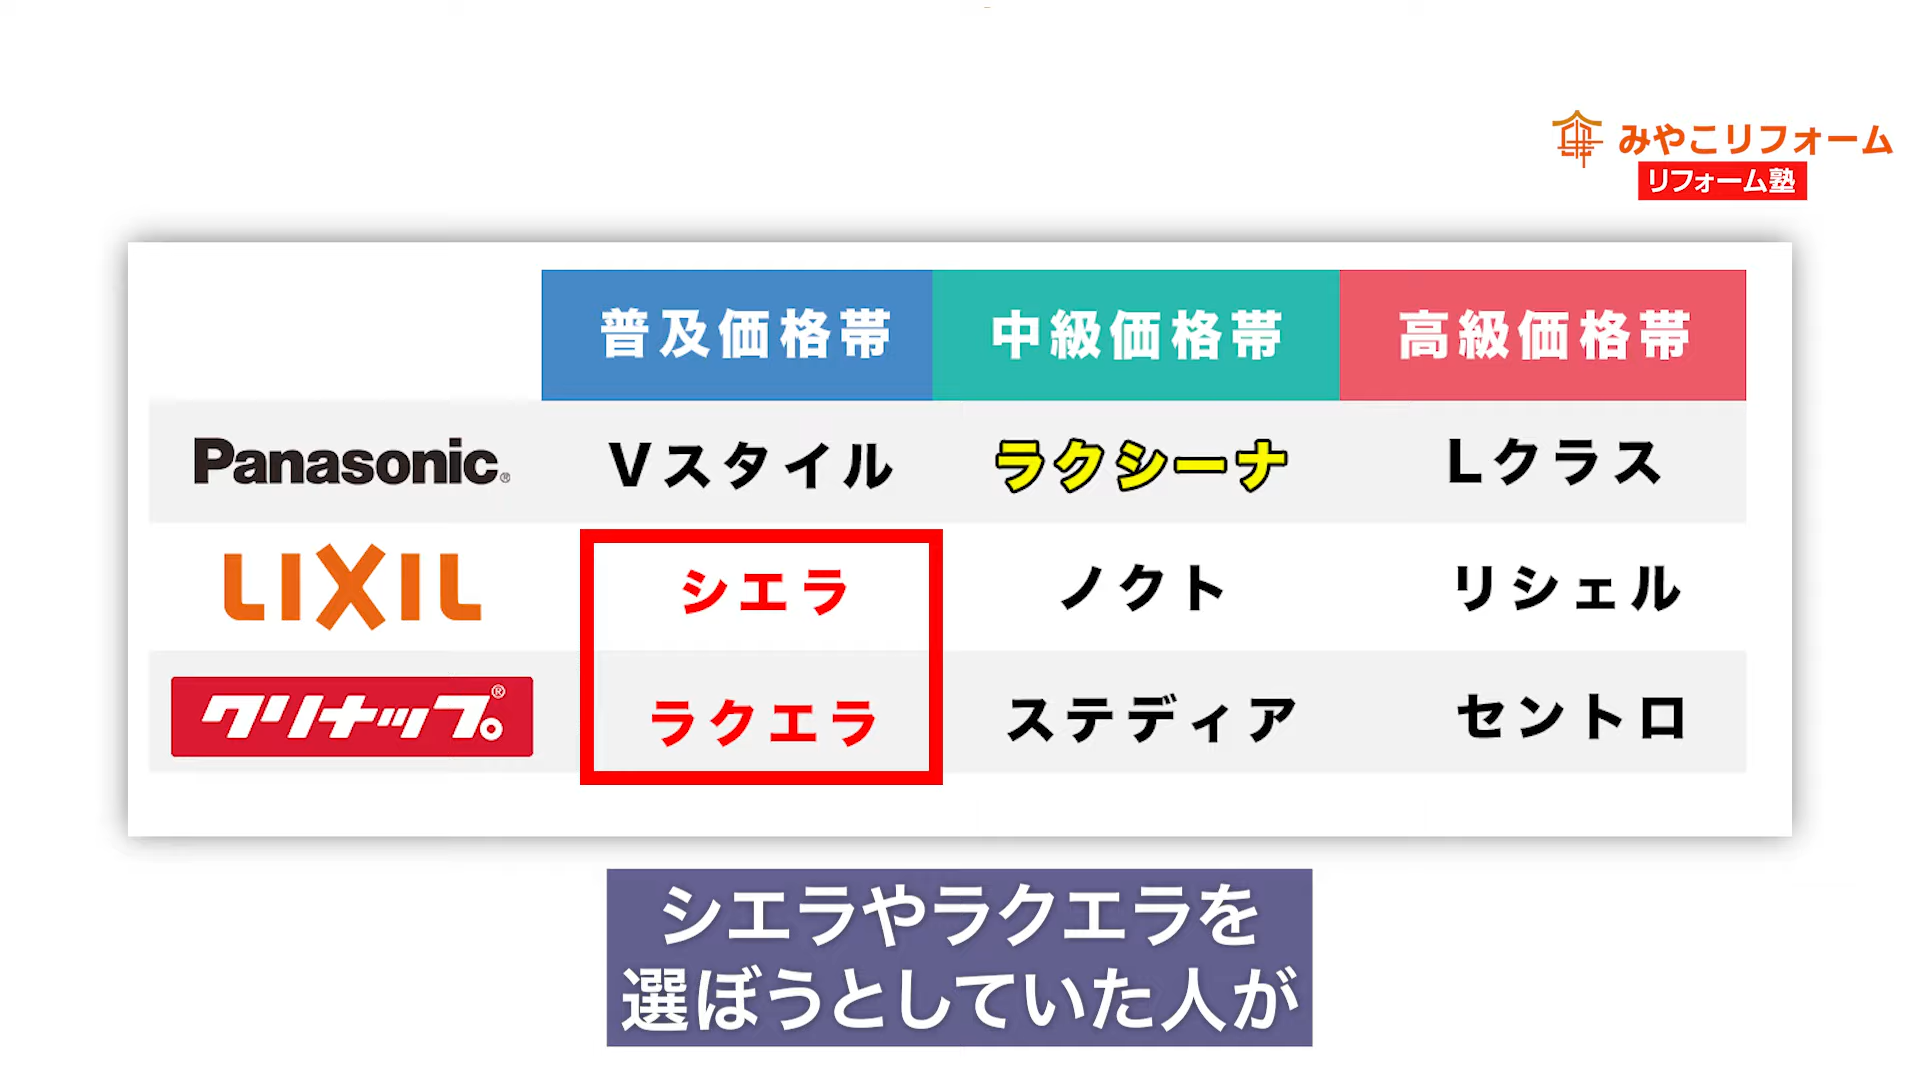 みやこリフォーム
リフォーム塾
普及価格帯 中級価格帯 高級価格帯
Panasonic® Vスタイル ラクシーナ Lクラス
LIXIL シエラ ノクト リシェル
クリナップ。® ラクエラ ステディア セントロ
シエラやラクエラを
選ぼうとしていた人が